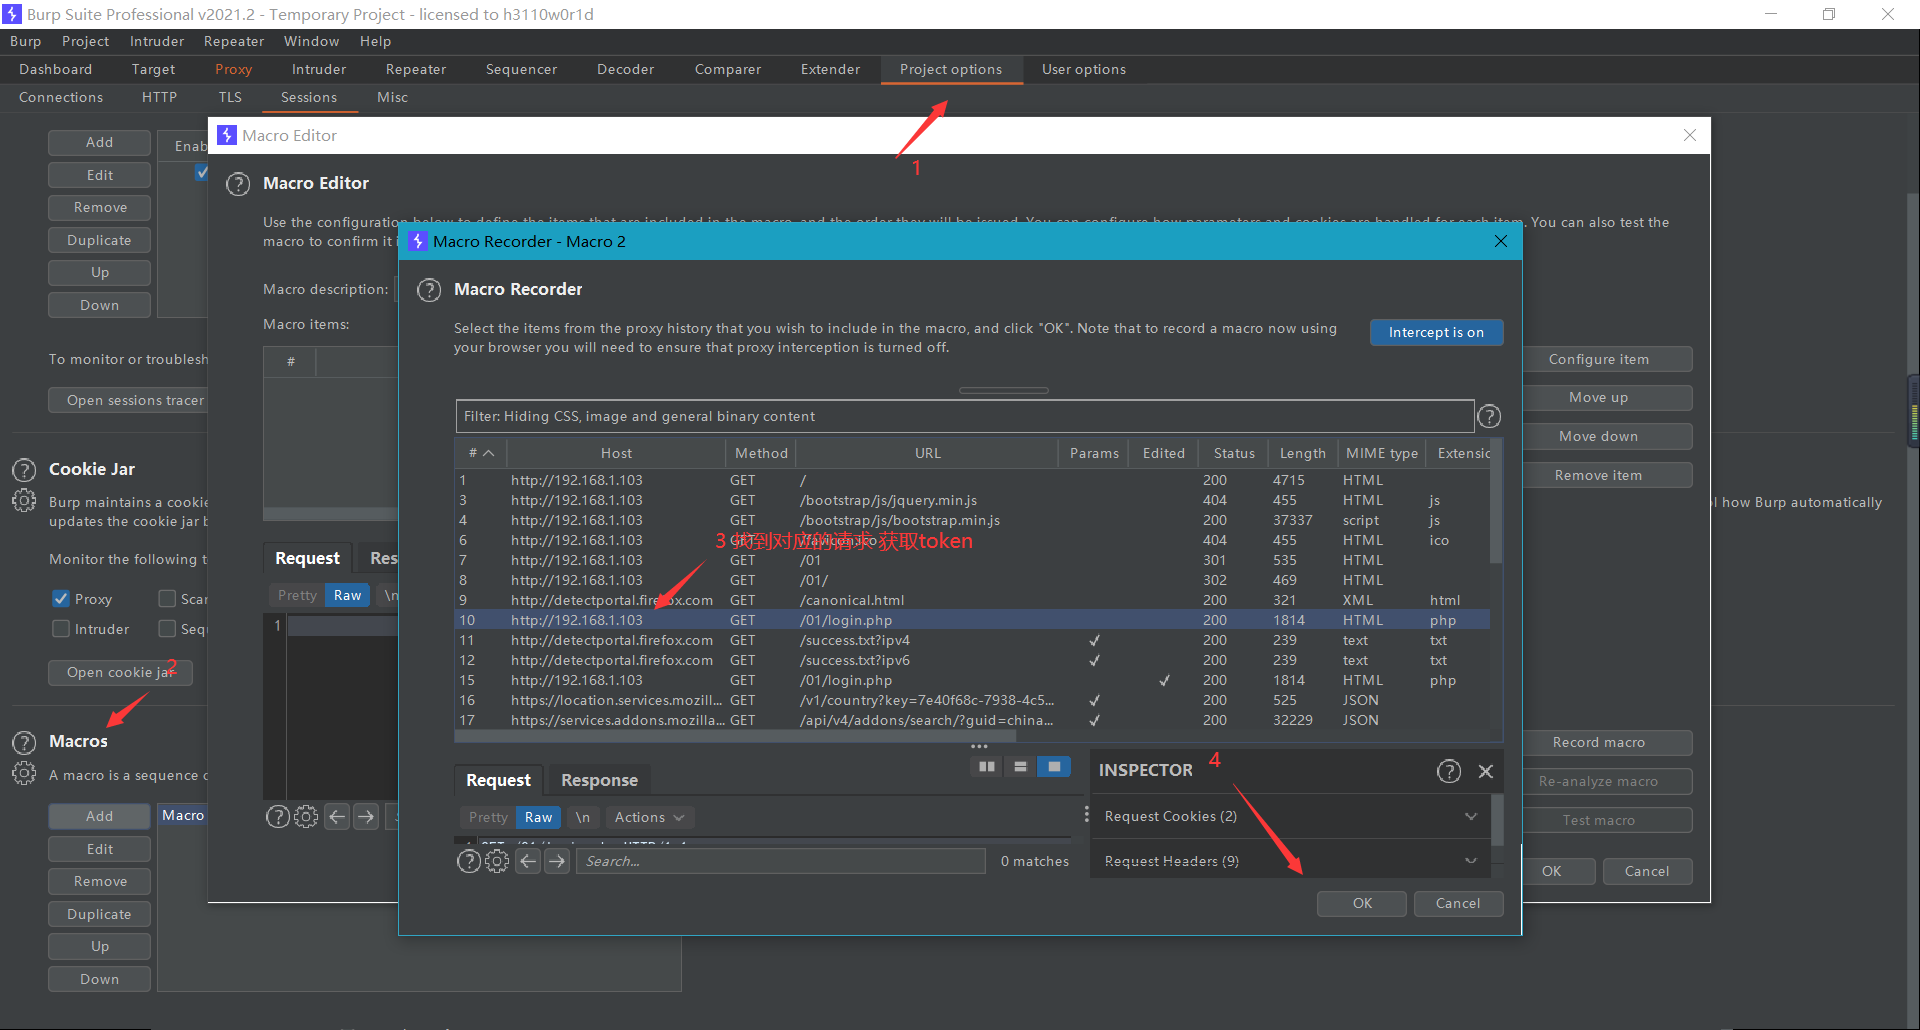 Burp Suite Professional v2021.2 - Temporary Project - licensed to h3110w0r1d
Burp Project Intruder Repeater Window Help
Dashboard Target Proxy Intruder Repeater Sequencer Decoder Comparer Extender Project options User options
Connections HTTP TLS Sessions Misc
1
Add
Edit
Remove
Duplicate
Up
Down
Enab
To monitor or troublesh
Open sessions tracer
Cookie Jar
Burp maintains a cookie
updates the cookie jar b
l how Burp automatically
Monitor the following t
Proxy Scar
Intruder Sequ
Open cookie jar
2
Macros
A macro is a sequence o
Add
Edit
Remove
Duplicate
Up
Down
Macro
Macro Editor
Macro Editor
Use the configuration below to define the items that are included in the macro, and the order they will be issued. You can configure how parameters and cookies are handled for each item. You can also test the
macro to confirm it i
Macro description:
Macro items:
#
Request Res
Pretty Raw \n
1
Configure item
Move up
Move down
Remove item
Record macro
Re-analyze macro
Test macro
OK Cancel
Macro Recorder - Macro 2
Macro Recorder
Select the items from the proxy history that you wish to include in the macro, and click "OK". Note that to record a macro now using
your browser you will need to ensure that proxy interception is turned off.
Intercept is on
Filter: Hiding CSS, image and general binary content
# Host Method URL Params Edited Status Length MIME type Extensio
1 http://192.168.1.103 GET / 200 4715 HTML
3 http://192.168.1.103 GET /bootstrap/js/jquery.min.js 404 455 HTML js
4 http://192.168.1.103 GET /bootstrap/js/bootstrap.min.js 200 37337 script js
6 http://192.168.1.103 GET /favicon.ico 404 455 HTML ico
3 找到对应的请求 获取token
7 http://192.168.1.103 GET /01 301 535 HTML
8 http://192.168.1.103 GET /01/ 302 469 HTML
9 http://detectportal.firefox.com GET /canonical.html 200 321 XML html
10 http://192.168.1.103 GET /01/login.php 200 1814 HTML php
11 http://detectportal.firefox.com GET /success.txt?ipv4 ✓ 200 239 text txt
12 http://detectportal.firefox.com GET /success.txt?ipv6 ✓ 200 239 text txt
15 http://192.168.1.103 GET /01/login.php ✓ 200 1814 HTML php
16 https://location.services.mozill... GET /v1/country?key=7e40f68c-7938-4c5... ✓ 200 525 JSON
17 https://services.addons.mozilla... GET /api/v4/addons/search/?guid=china... ✓ 200 32229 JSON
Request Response
Pretty Raw \n Actions
Search... 0 matches
INSPECTOR
4
Request Cookies (2)
Request Headers (9)
OK Cancel